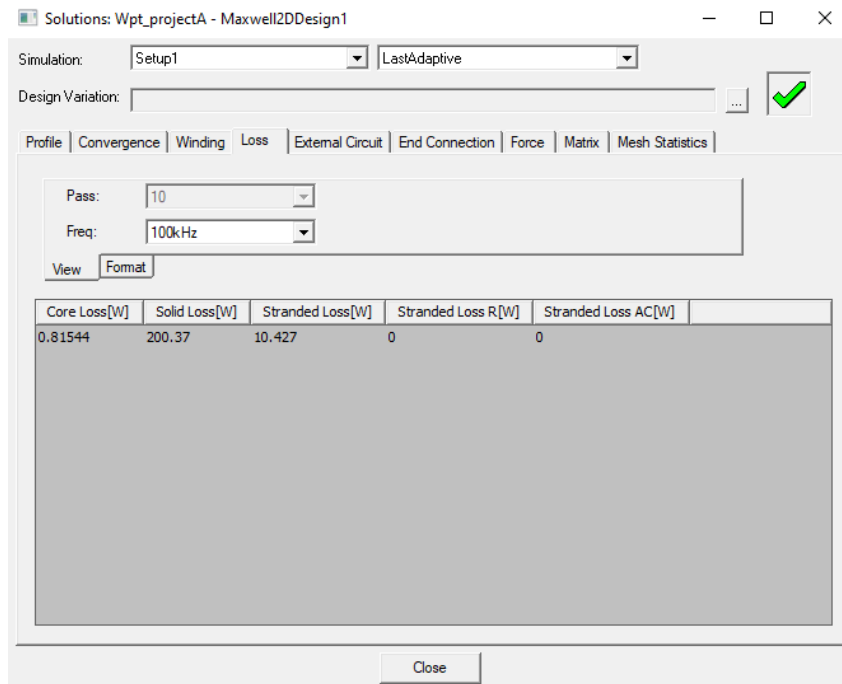 Solutions: Wpt_projectA - Maxwell2DDesign1
Simulation: Setup1 LastAdaptive
Design Variation: ...
Profile Convergence Winding Loss External Circuit End Connection Force Matrix Mesh Statistics
Pass: 10
Freq: 100kHz
View Format
Core Loss[W] Solid Loss[W] Stranded Loss[W] Stranded Loss R[W] Stranded Loss AC[W]
0.81544 200.37 10.427 0 0
Close